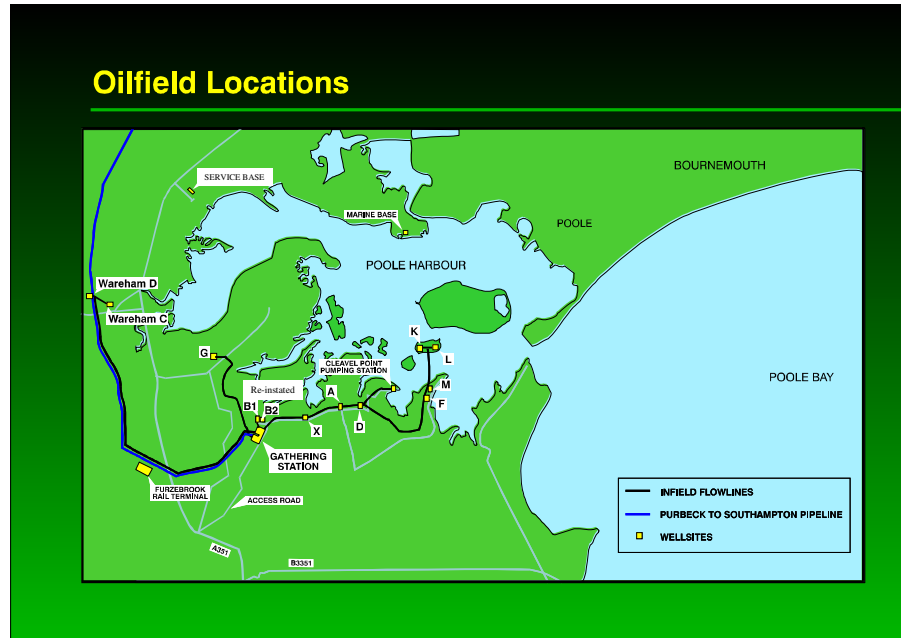 Oilfield Locations
BOURNEMOUTH
SERVICE BASE
MARINE BASE
POOLE
POOLE HARBOUR
Wareham D
Wareham C
K
G
L
CLEAVEL POINT
PUMPING STATION
POOLE BAY
Re-instated
A
M
B1
B2
F
X
D
GATHERING
STATION
FURZEBROOK
RAIL TERMINAL
ACCESS ROAD
INFIELD FLOWLINES
PURBECK TO SOUTHAMPTON PIPELINE
WELLSITES
A351
B3351